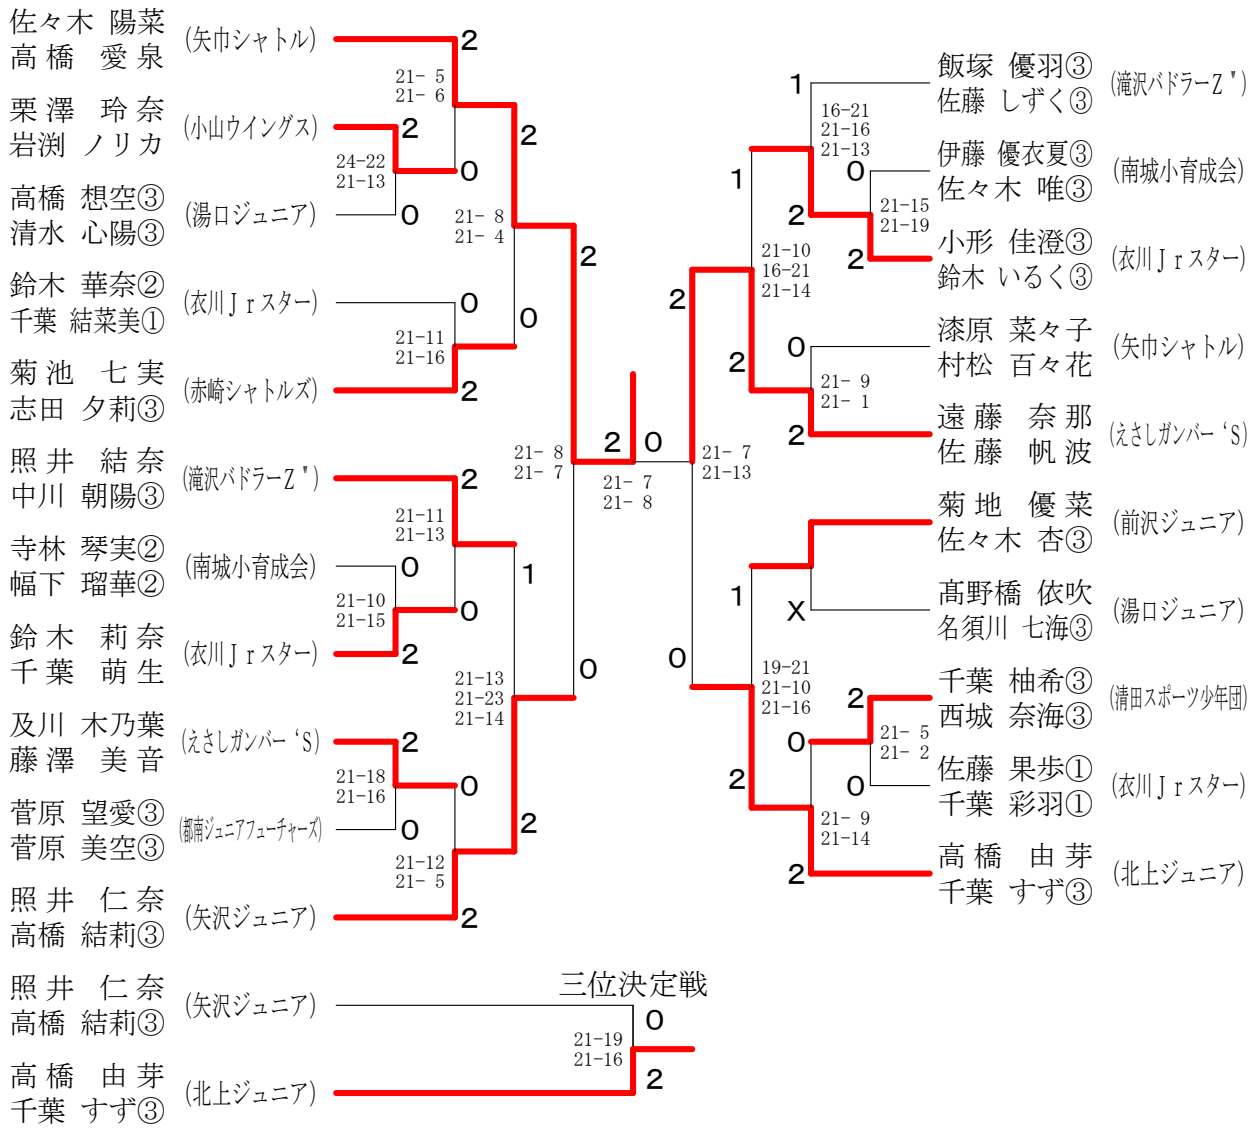 佐々木 陽菜
高橋 愛泉
(矢巾シャトル)
2
21- 5
21- 6
栗澤 玲奈
岩渕 ノリカ
(小山ウイングス)
2
2
24-22
21-13
0
高橋 想空③
清水 心陽③
(湯口ジュニア)
0
21- 8
21- 4
2
鈴木 華奈②
千葉 結菜美①
(衣川Ｊｒスター)
0
0
21-11
21-16
菊池 七実
志田 夕莉③
(赤崎シャトルズ)
2
照井 結奈
中川 朝陽③
(滝沢バドラーZ")
2
21- 8
21- 7
21-11
21-13
寺林 琴実②
幅下 瑠華②
(南城小育成会)
0
1
21-10
21-15
0
鈴木 莉奈
千葉 萌生
(衣川Ｊｒスター)
2
0
21-13
21-23
21-14
及川 木乃葉
藤澤 美音
(えさしガンバー‘S)
2
21-18
21-16
0
菅原 望愛③
菅原 美空③
(都南ジュニアフューチャーズ)
0
2
21-12
21- 5
照井 仁奈
高橋 結莉③
(矢沢ジュニア)
2
2
0
21- 7
21- 8
飯塚 優羽③
佐藤 しずく③
(滝沢バドラーZ")
1
16-21
21-16
21-13
伊藤 優衣夏③
佐々木 唯③
(南城小育成会)
0
1
21-15
21-19
2
小形 佳澄③
鈴木 いるく③
(衣川Ｊｒスター)
2
21-10
16-21
21-14
2
漆原 菜々子
村松 百々花
(矢巾シャトル)
0
2
21- 9
21- 1
遠藤 奈那
佐藤 帆波
(えさしガンバー‘S)
2
21- 7
21-13
菊地 優菜
佐々木 杏③
(前沢ジュニア)
1
髙野橋 依吹
名須川 七海③
(湯口ジュニア)
X
0
19-21
21-10
21-16
千葉 柚希③
西城 奈海③
(清田スポーツ少年団)
2
21- 5
21- 2
0
佐藤 果歩①
千葉 彩羽①
(衣川Ｊｒスター)
0
2
21- 9
21-14
高橋 由芽
千葉 すず③
(北上ジュニア)
2
三位決定戦
照井 仁奈
高橋 結莉③
(矢沢ジュニア)
0
21-19
21-16
高橋 由芽
千葉 すず③
(北上ジュニア)
2